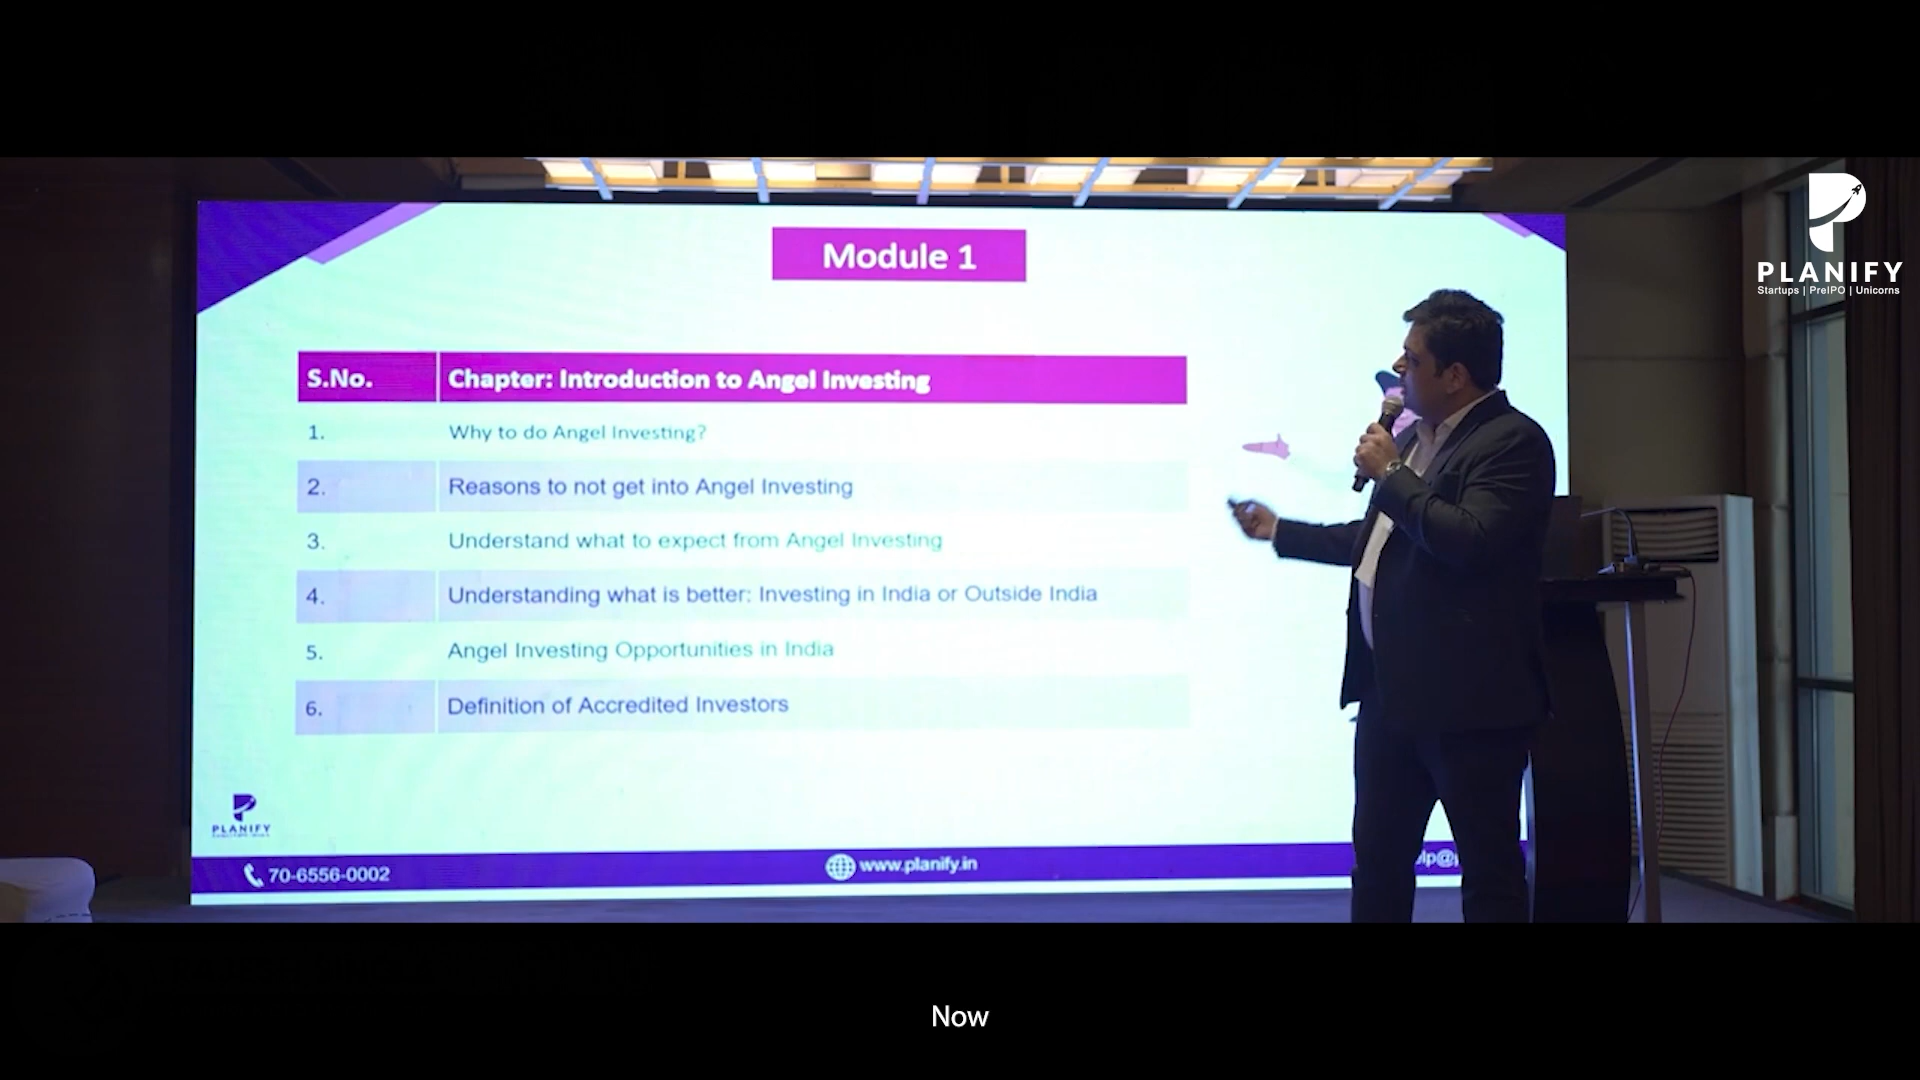 Module 1
PLANIFY
Startups | PreIPO | Unicorns
S.No. Chapter: Introduction to Angel Investing
1. Why to do Angel Investing?
2. Reasons to not get into Angel Investing
3. Understand what to expect from Angel Investing
4. Understanding what is better: Investing in India or Outside India
5. Angel Investing Opportunities in India
6. Definition of Accredited Investors
PLANIFY
70-6556-0002 www.planify.in
Now